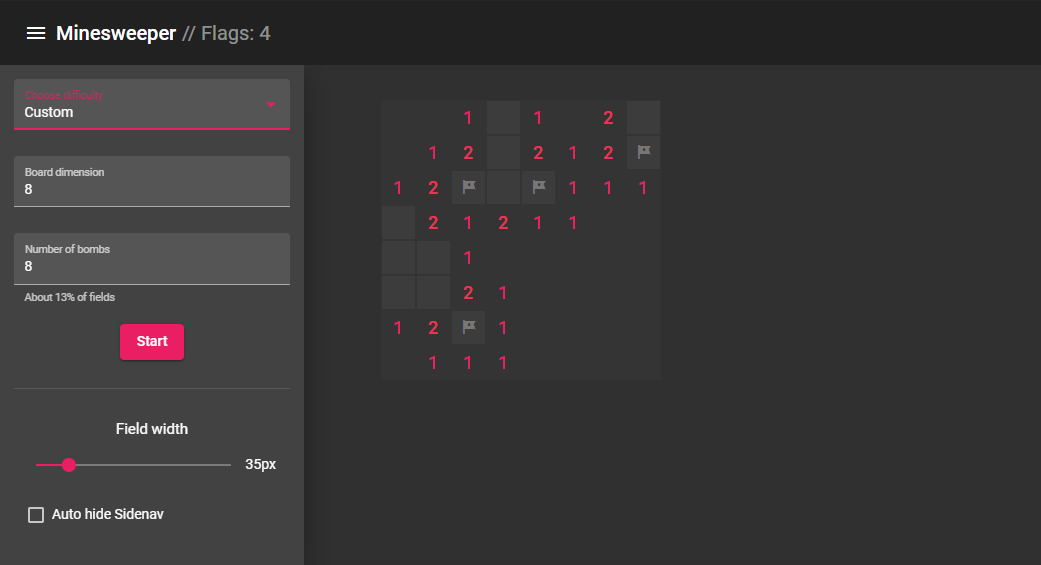 Minesweeper // Flags: 4
Choose difficulty
Custom
Board dimension
8
Number of bombs
8
About 13% of fields
Start
Field width
35px
Auto hide Sidenav
1 1 2
1 2 2 1 2
1 2 1 1 1
2 1 2 1 1
1
2 1
1 2 1
1 1 1